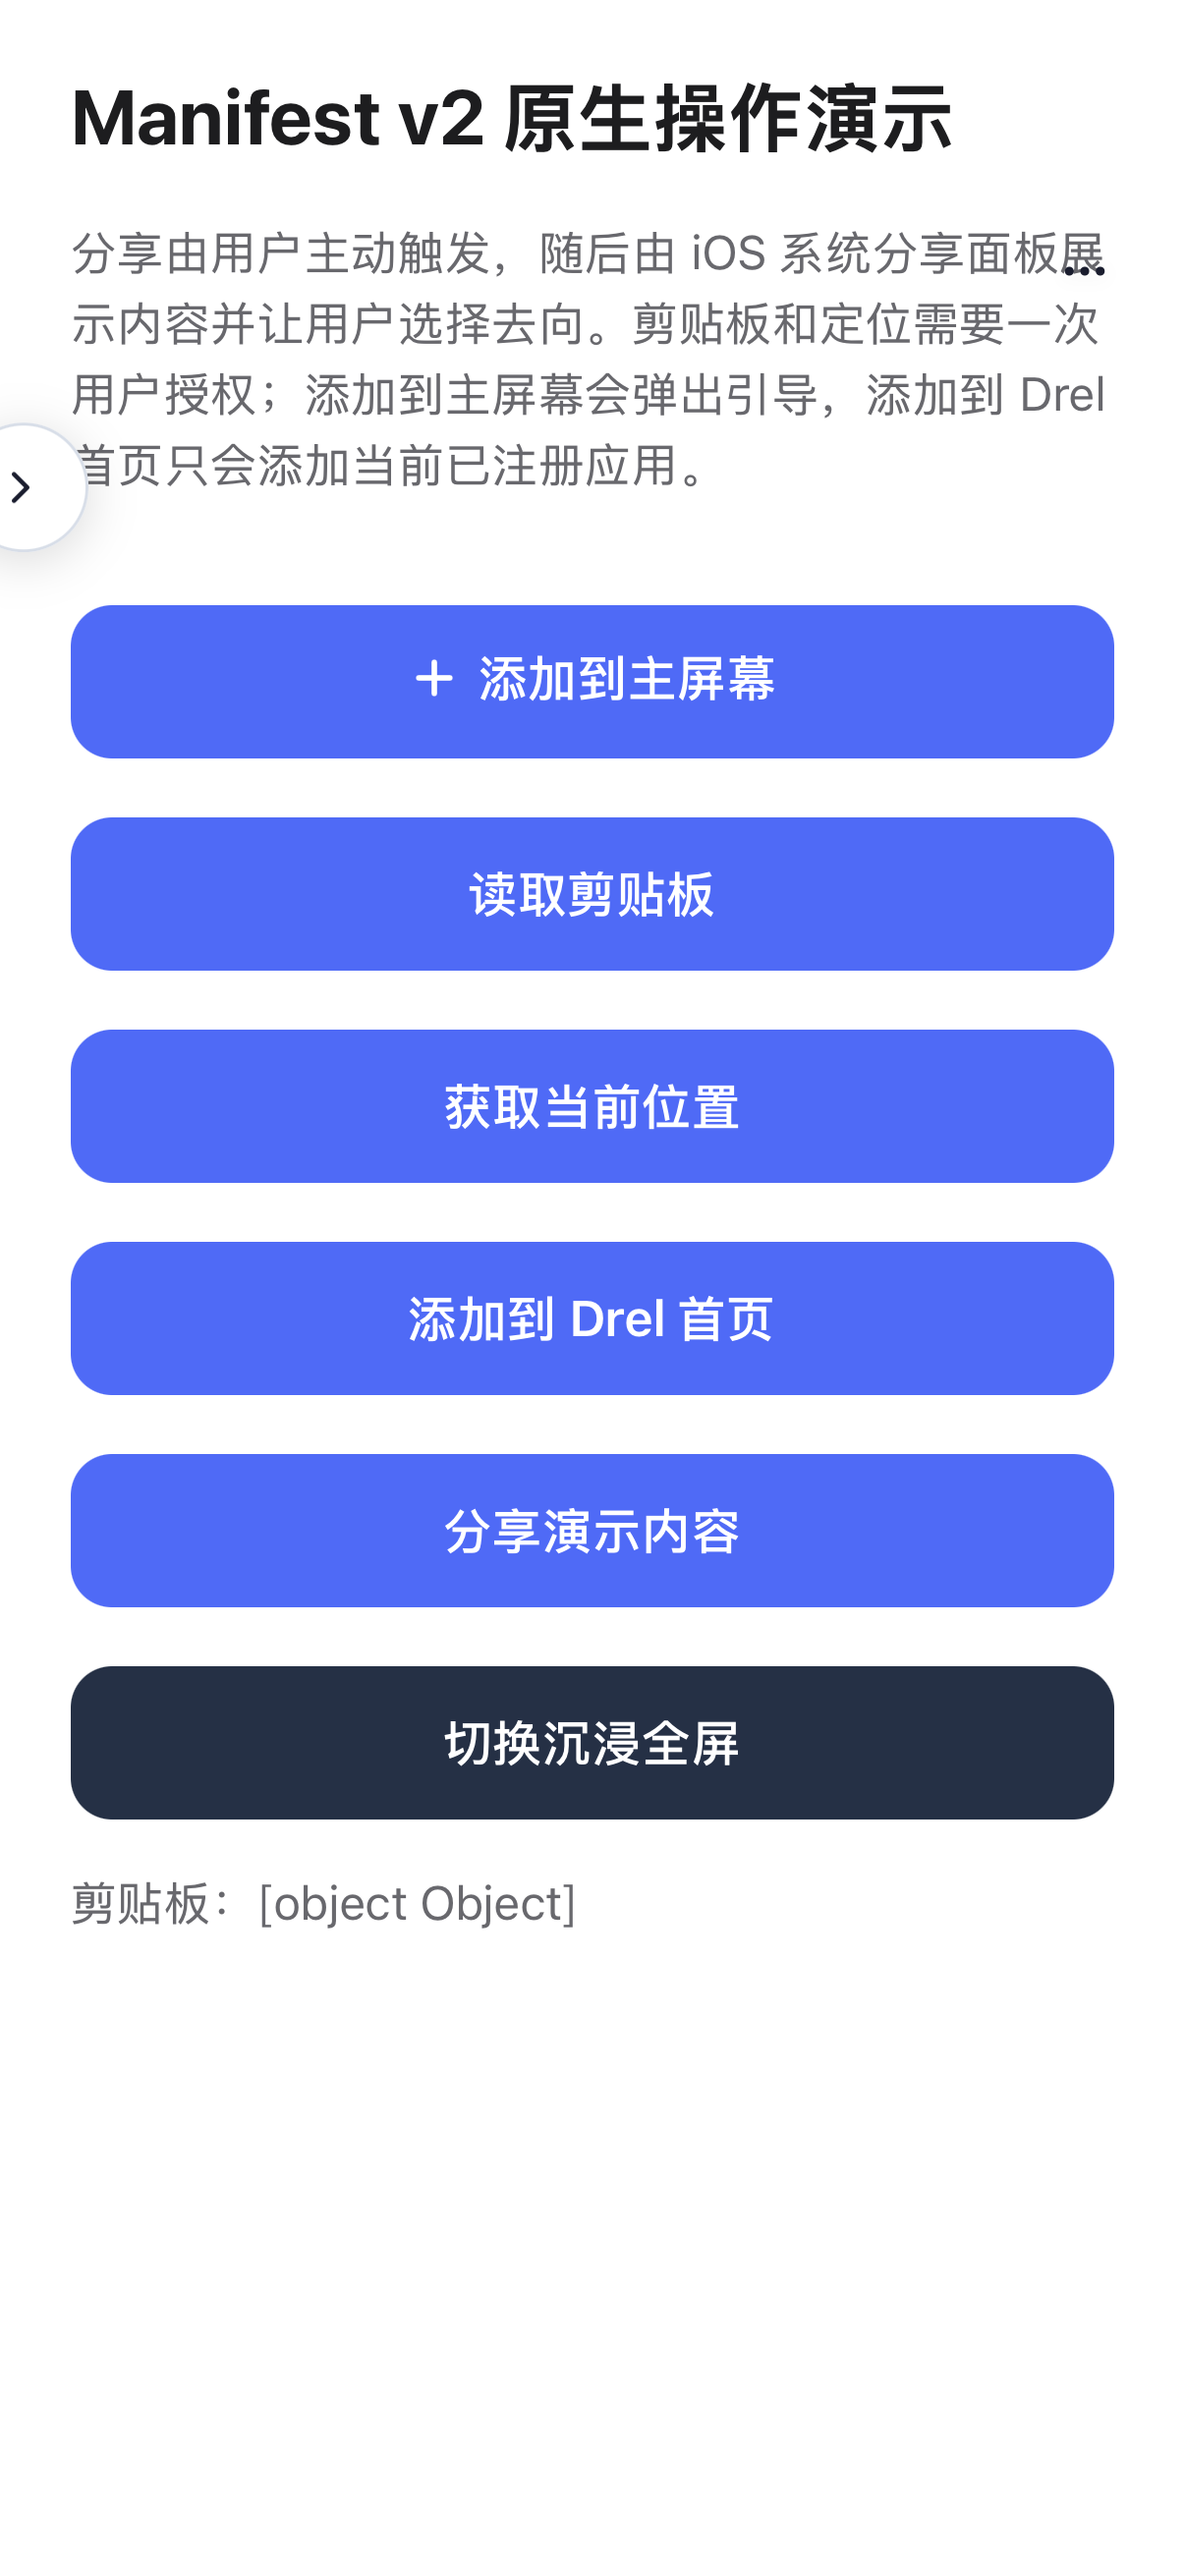 Manifest v2 原生操作演示
分享由用户主动触发，随后由 iOS 系统分享面板展
示内容并让用户选择去向。剪贴板和定位需要一次
用户授权；添加到主屏幕会弹出引导，添加到 Drel
首页只会添加当前已注册应用。
+ 添加到主屏幕
读取剪贴板
获取当前位置
添加到 Drel 首页
分享演示内容
切换沉浸全屏
剪贴板：[object Object]